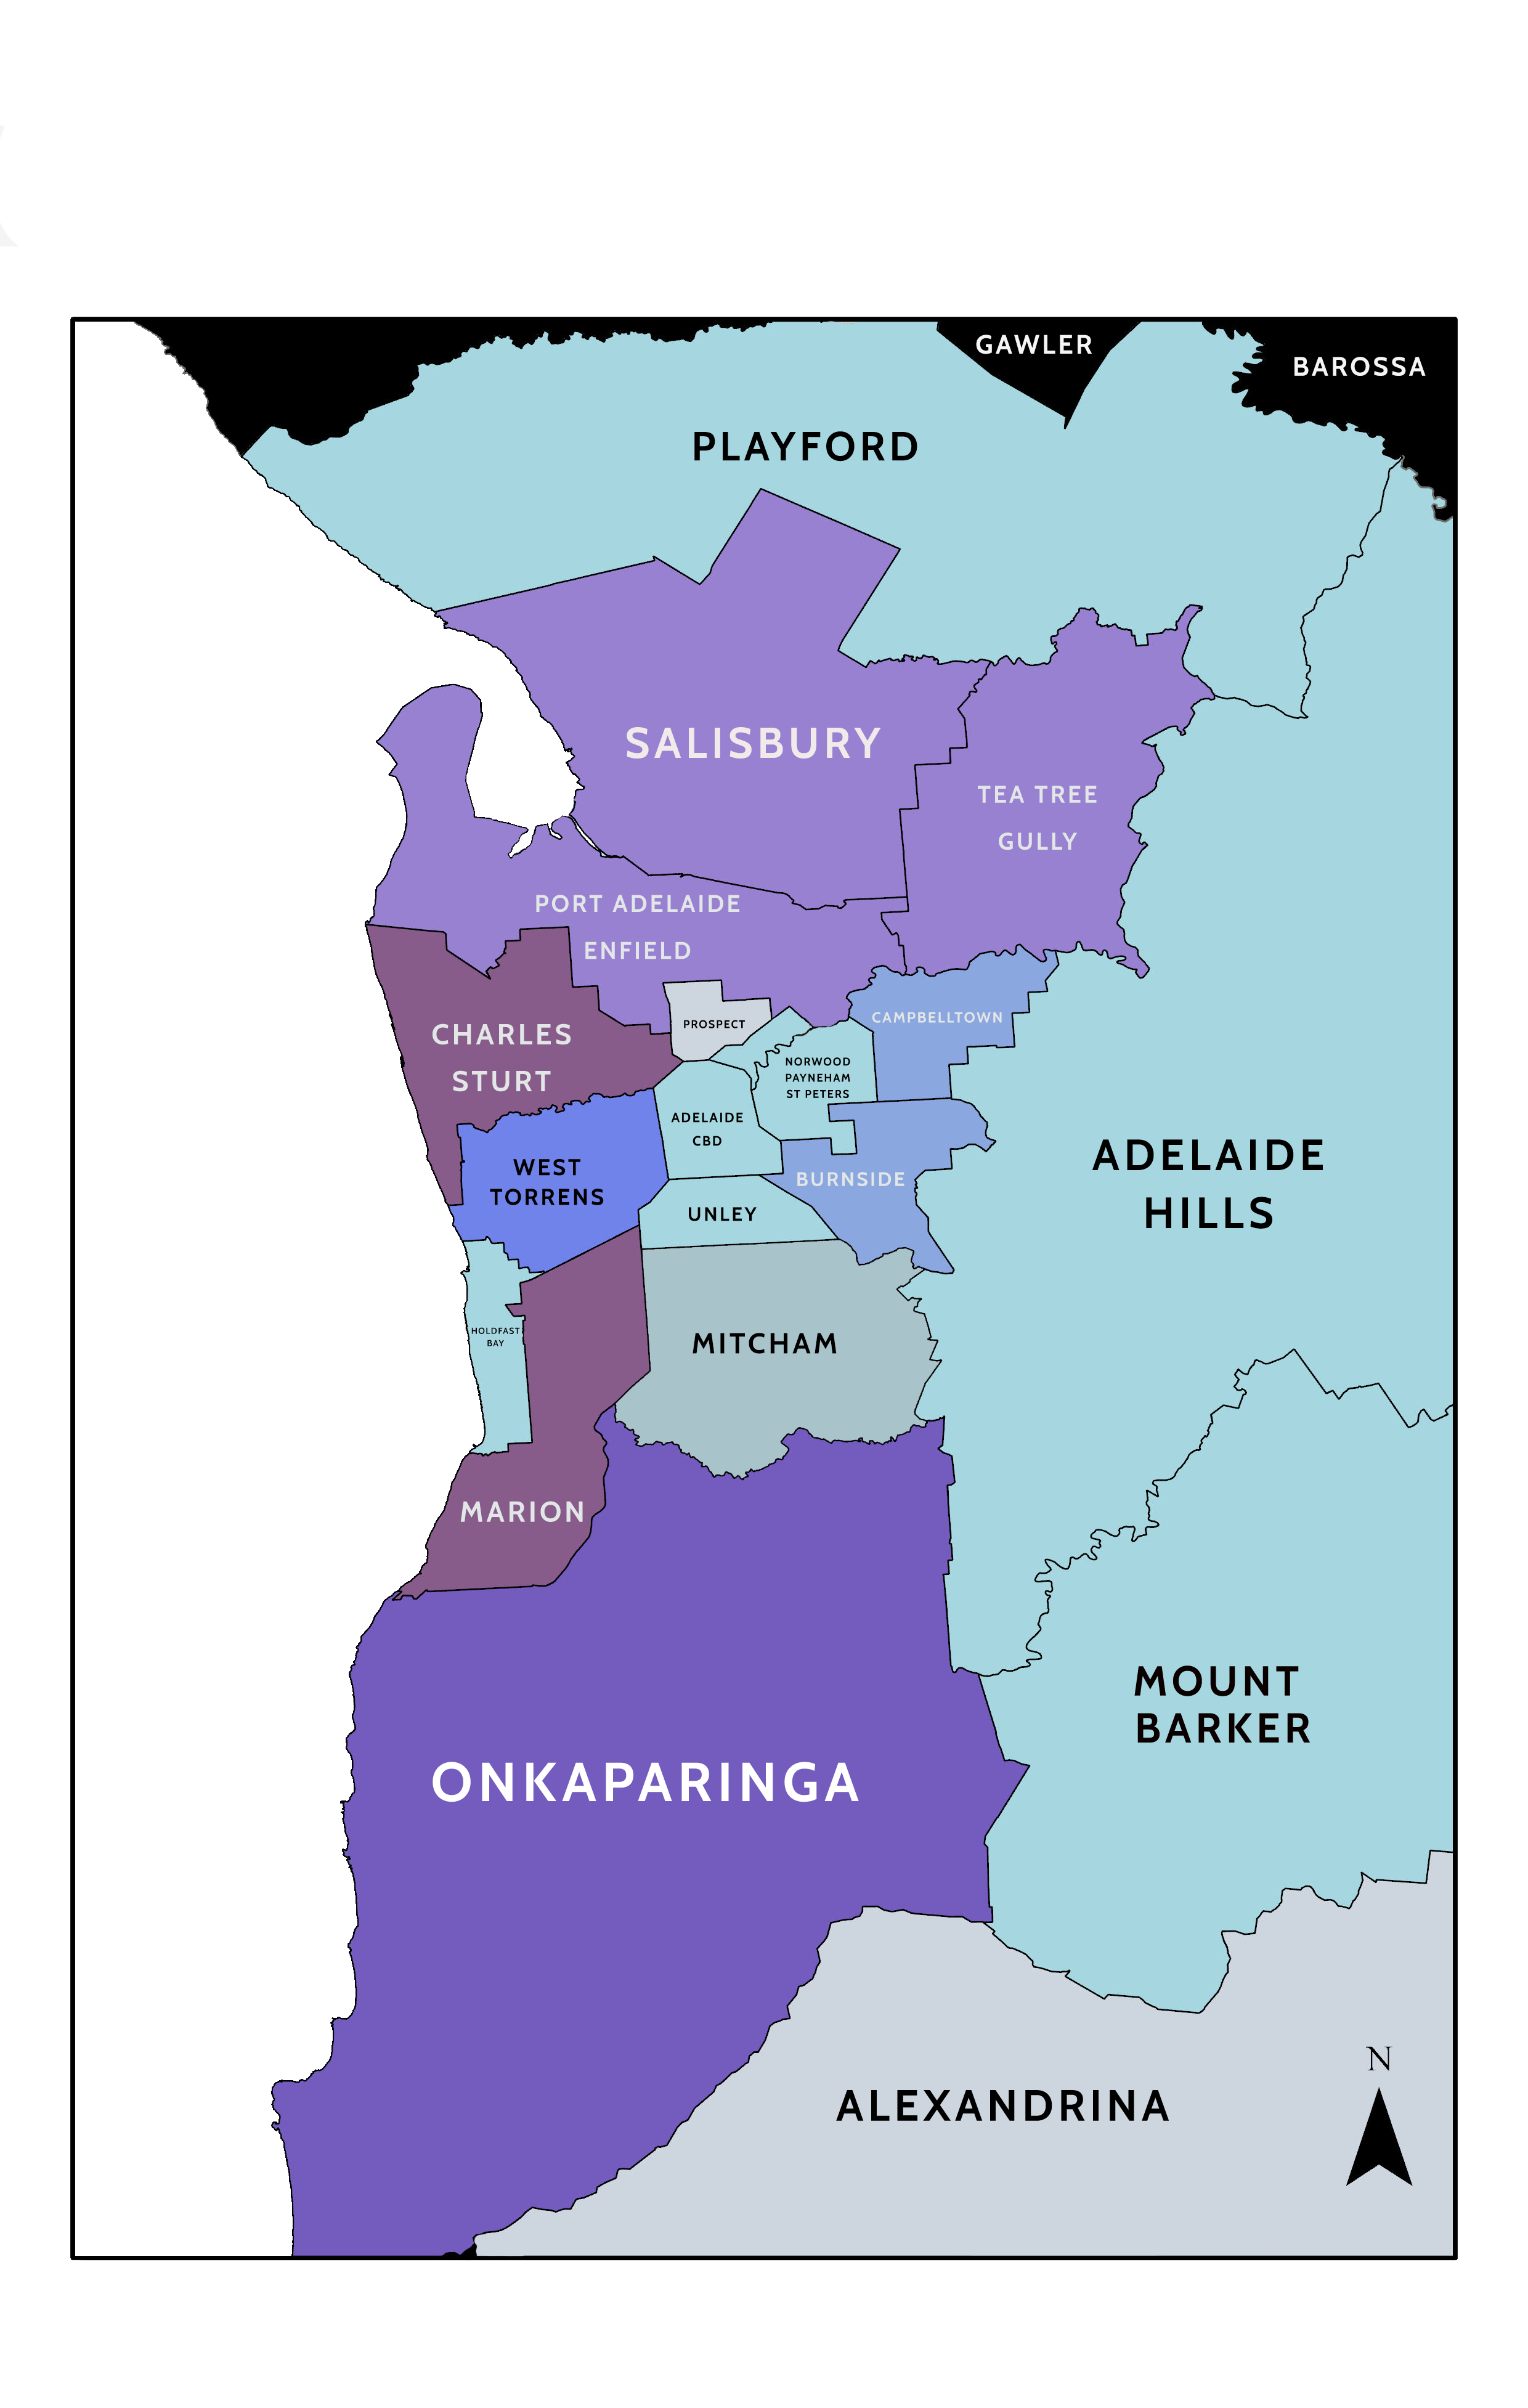 GAWLER
BAROSSA
PLAYFORD
SALISBURY
TEA TREE
GULLY
PORT ADELAIDE
ENFIELD
PROSPECT
CAMPBELLTOWN
CHARLES
STURT
NORWOOD
PAYNEHAM
ST PETERS
ADELAIDE
CBD
WEST
TORRENS
BURNSIDE
UNLEY
ADELAIDE
HILLS
HOLDFAST
BAY
MITCHAM
MARION
MOUNT
BARKER
ONKAPARINGA
N
ALEXANDRINA